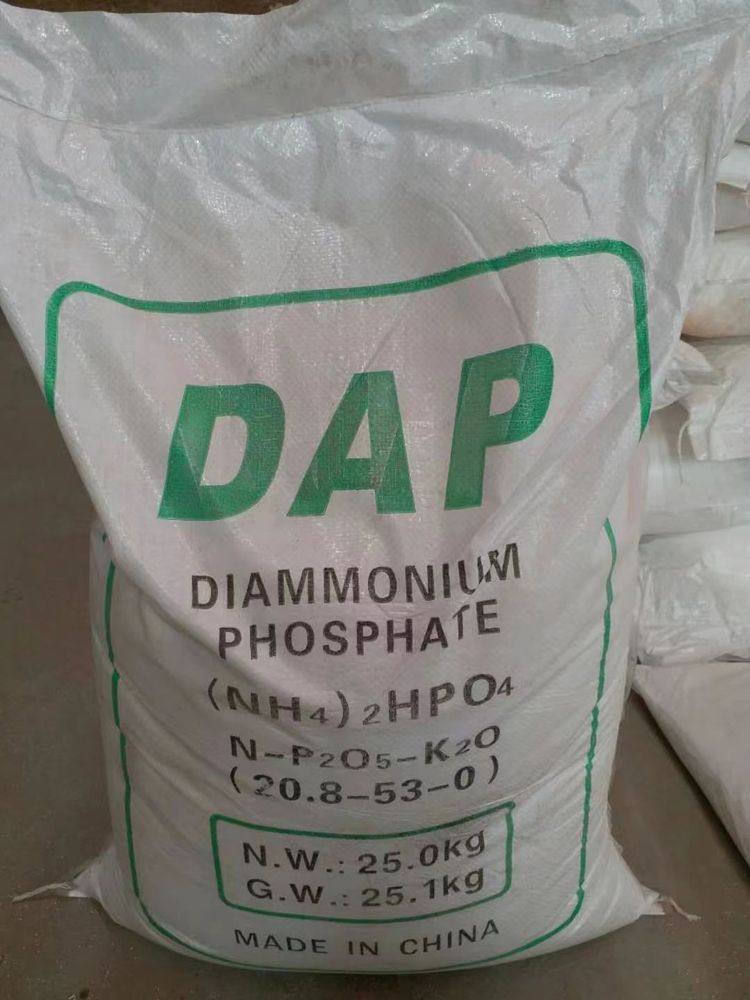 DAP
DIAMMONIUM
PHOSPHATE
(NH₄)₂HPO₄
N-P₂O₅-K₂O
(20.8-53-0)
N.W.: 25.0kg
G.W.: 25.1kg
MADE IN CHINA